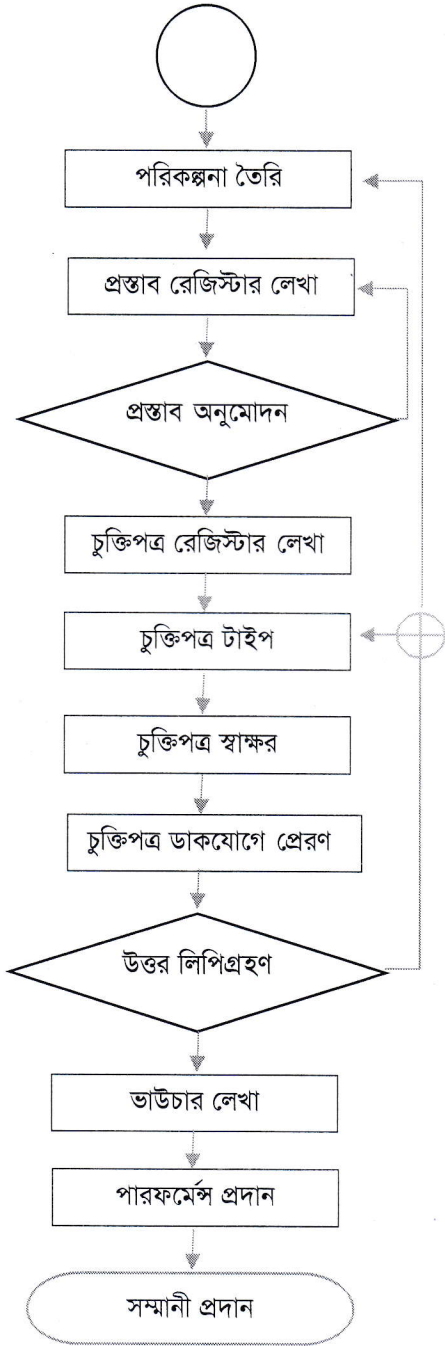 পরিকল্পনা তৈরি
প্রস্তাব রেজিস্টার লেখা
প্রস্তাব অনুমোদন
চুক্তিপত্র রেজিস্টার লেখা
চুক্তিপত্র টাইপ
চুক্তিপত্র স্বাক্ষর
চুক্তিপত্র ডাকযোগে প্রেরণ
উত্তর লিপিগ্রহণ
ভাউচার লেখা
পারফর্মেন্স প্রদান
সম্মানী প্রদান